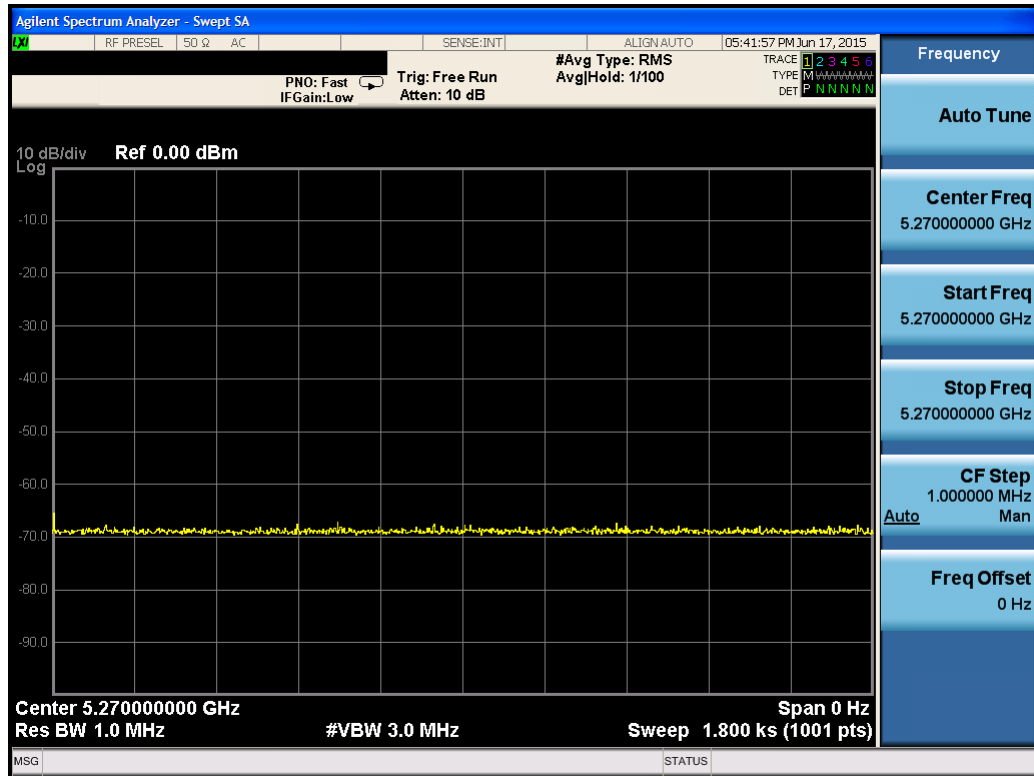 Agilent Spectrum Analyzer - Swept SA
LXI RF PRESEL 50 Ω AC SENSE:INT ALIGN AUTO 05:41:57 PM Jun 17, 2015
PNO: Fast
IFGain:Low
Trig: Free Run
Atten: 10 dB
#Avg Type: RMS
Avg|Hold: 1/100
TRACE 1 2 3 4 5 6
TYPE M WWWWW
DET P N N N N N
10 dB/div Ref 0.00 dBm
Log
-10.0
-20.0
-30.0
-40.0
-50.0
-60.0
-70.0
-80.0
-90.0
Center 5.270000000 GHz Span 0 Hz
Res BW 1.0 MHz #VBW 3.0 MHz Sweep 1.800 ks (1001 pts)
MSG STATUS
Frequency
Auto Tune
Center Freq
5.270000000 GHz
Start Freq
5.270000000 GHz
Stop Freq
5.270000000 GHz
CF Step
1.000000 MHz
Auto Man
Freq Offset
0 Hz